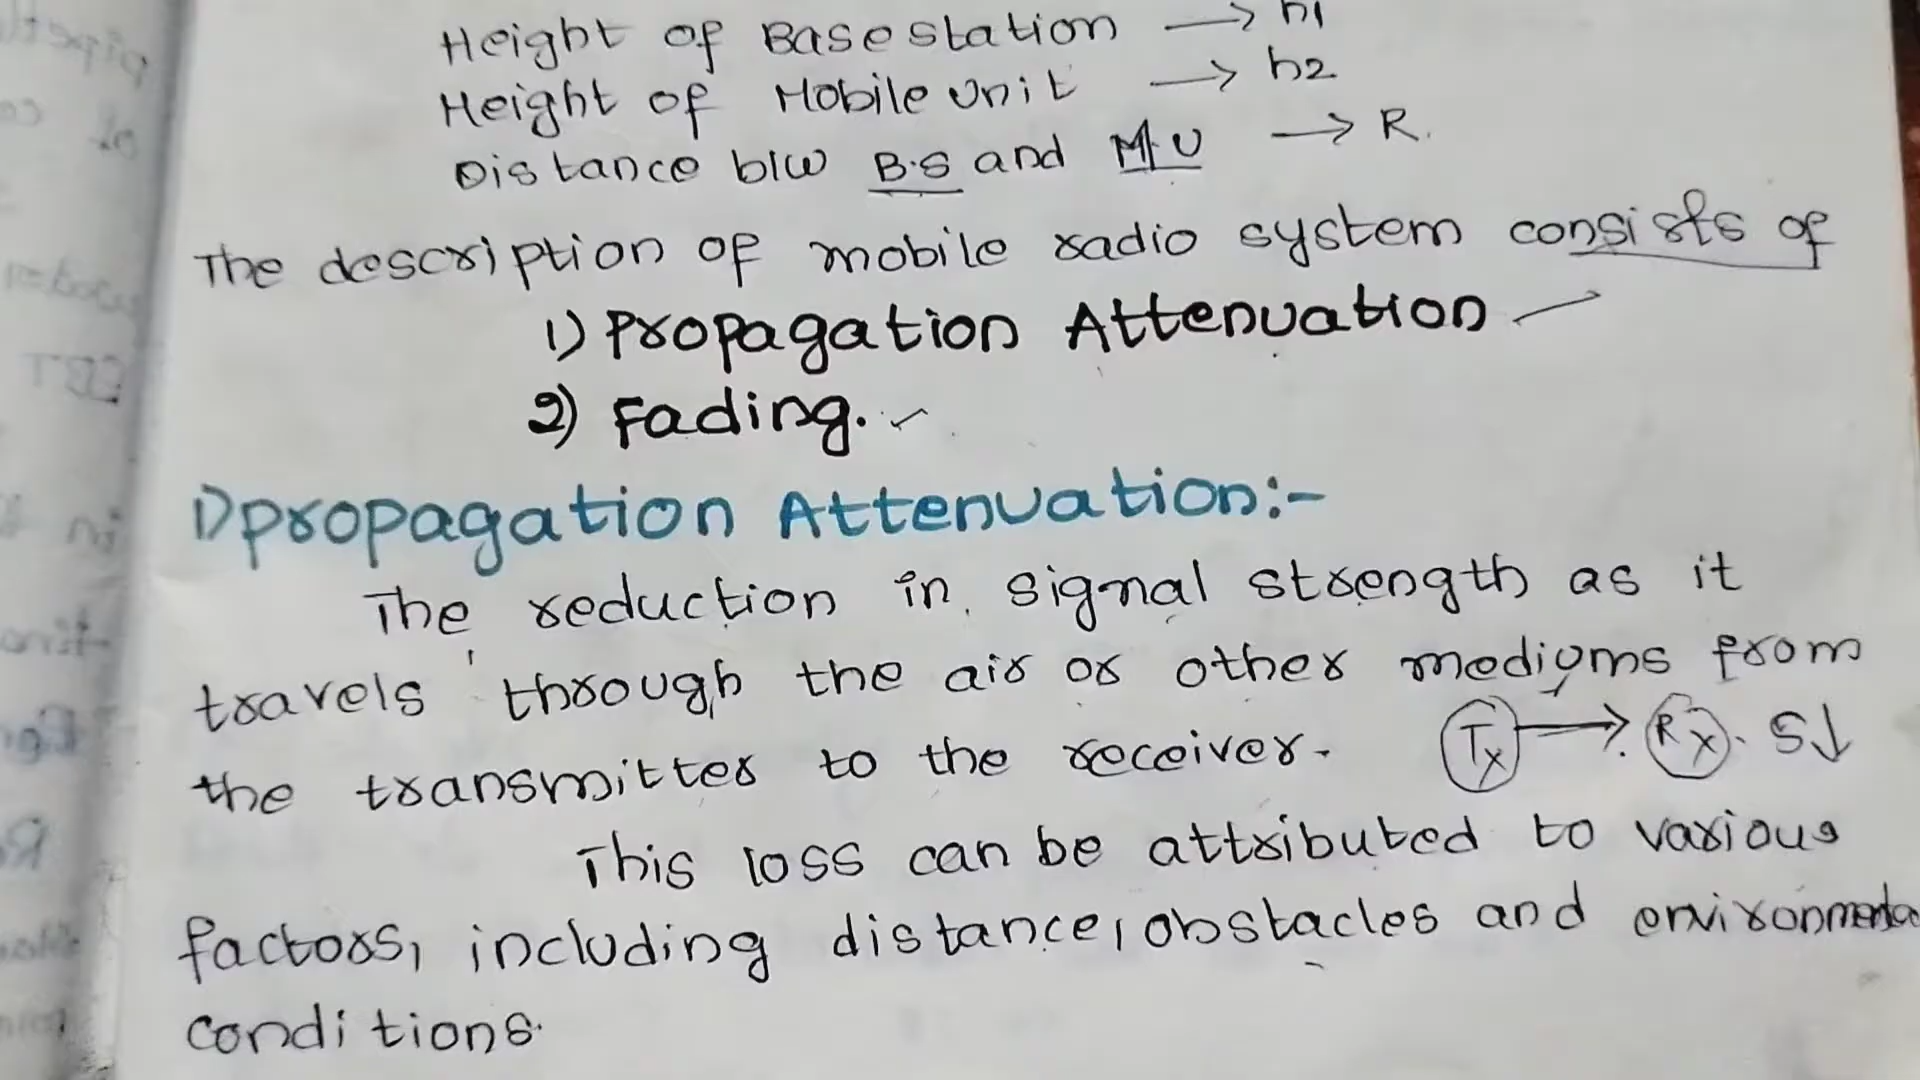 Height of Base station → h1
Height of Mobile Unit → h2
Distance b/w B.S and M.U → R.
The description of mobile radio system consists of
1) Propagation Attenuation
2) Fading.
1) Propagation Attenuation:-
The reduction in signal strength as it
travels through the air or other mediums from
the transmitter to the receiver. Tx → Rx. S↓
This loss can be attributed to various
factors, including distance, obstacles and environmental
conditions.